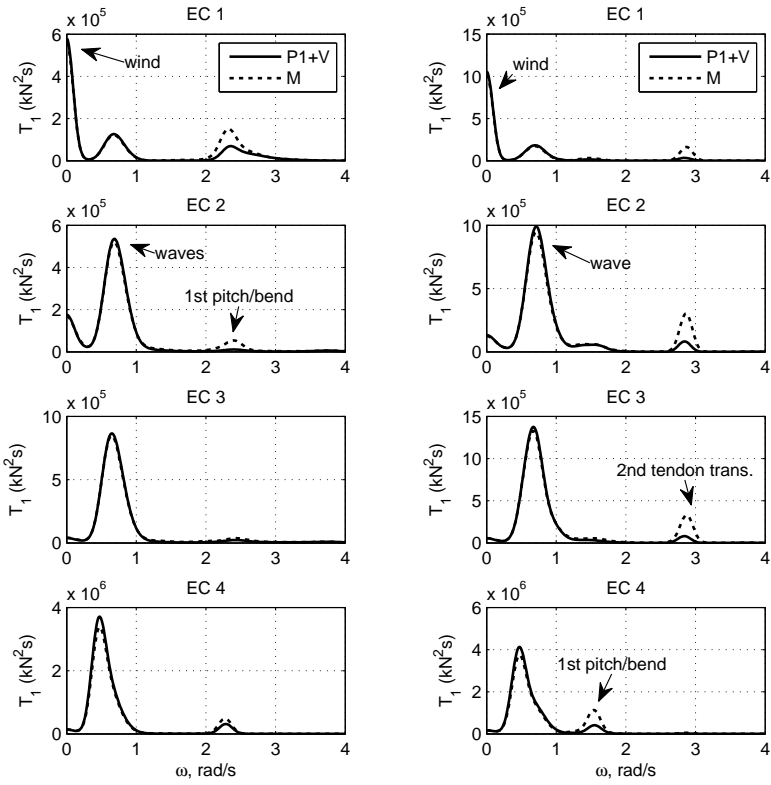 x 10^5
EC 1
6
4
2
0
T_1 (kN^2s)
wind
P1+V
M
0 1 2 3 4
x 10^5
EC 1
15
10
5
0
T_1 (kN^2s)
wind
P1+V
M
0 1 2 3 4
x 10^5
EC 2
6
4
2
0
T_1 (kN^2s)
waves
1st pitch/bend
0 1 2 3 4
x 10^5
EC 2
10
5
0
T_1 (kN^2s)
wave
0 1 2 3 4
x 10^5
EC 3
10
5
0
T_1 (kN^2s)
0 1 2 3 4
x 10^5
EC 3
15
10
5
0
T_1 (kN^2s)
2nd tendon trans.
0 1 2 3 4
x 10^6
EC 4
4
2
0
T_1 (kN^2s)
0 1 2 3 4
ω, rad/s
x 10^6
EC 4
6
4
2
0
T_1 (kN^2s)
1st pitch/bend
0 1 2 3 4
ω, rad/s